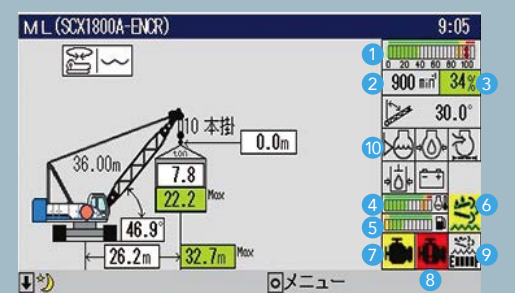 ML(SCX1800A-ENCR)
9:05
1
0 20 40 60 80 100
2 900 min⁻¹ 34% 3
30.0°
10本掛
0.0m
10
36.00m
ton
7.8
22.2 Max
4
6
5
46.9°
26.2m 32.7m Max
7
9
8
メニュー